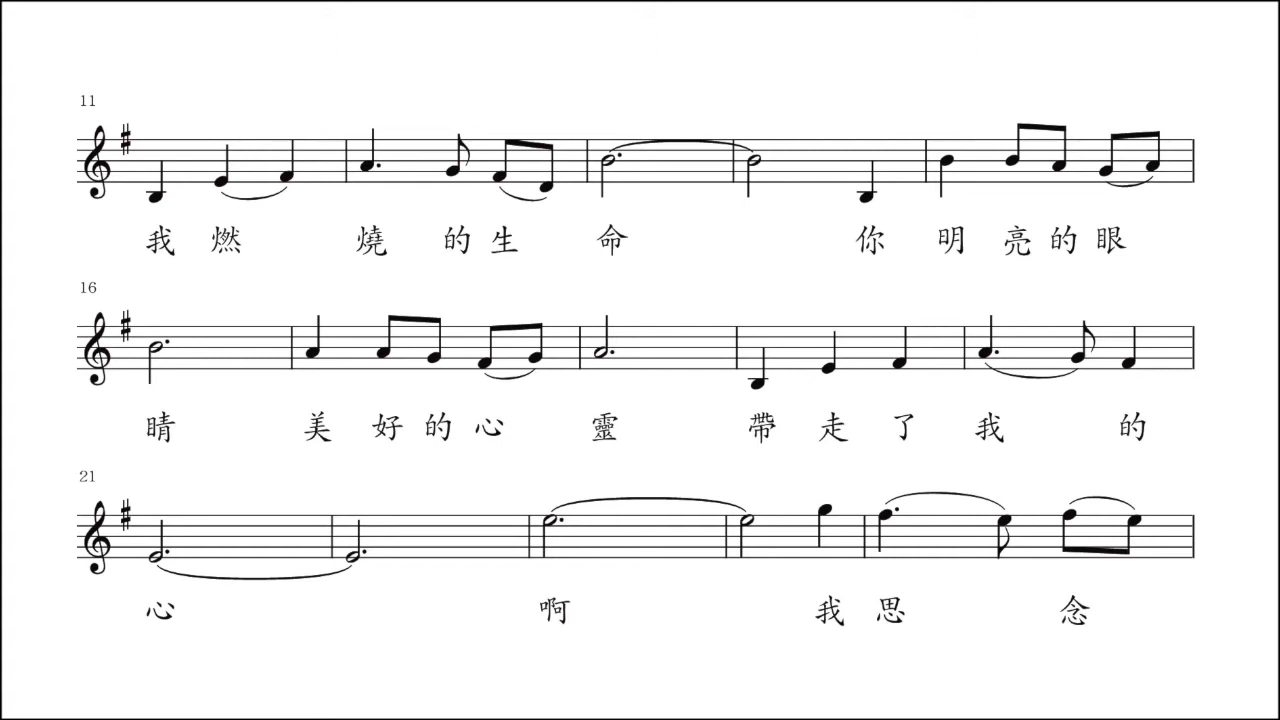 11
我 燃 燒 的 生 命 你 明 亮 的 眼
16
睛 美 好 的 心 靈 帶 走 了 我 的
21
心 啊 我 思 念